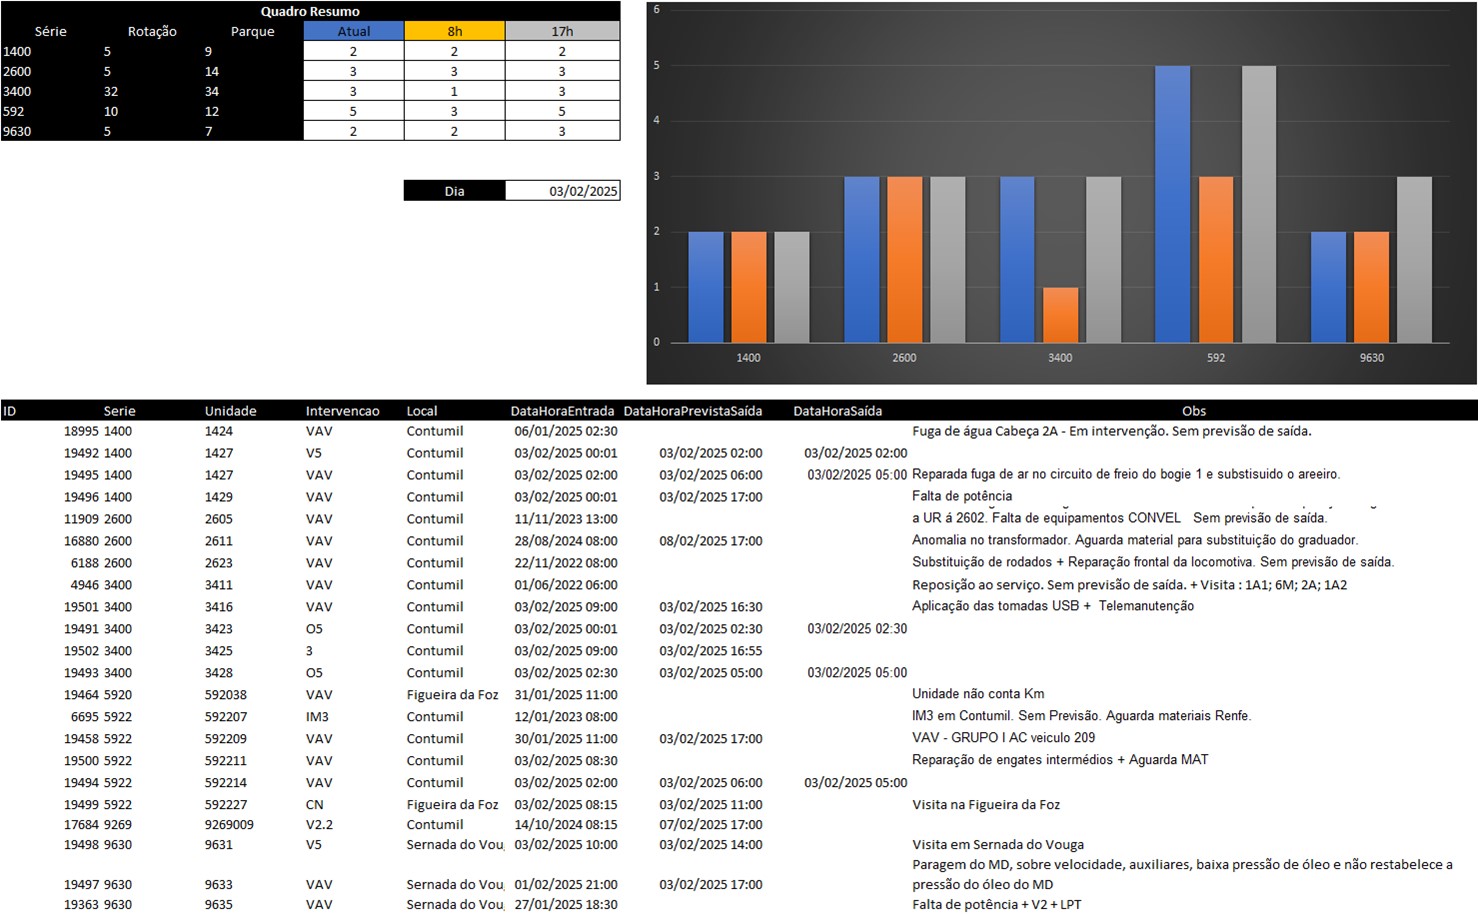 Quadro Resumo
Série Rotação Parque Atual 8h 17h
1400 5 9 2 2 2
2600 5 14 3 3 3
3400 32 34 3 1 3
592 10 12 5 3 5
9630 5 7 2 2 3
Dia 03/02/2025
6
5
4
3
2
1
0
1400 2600 3400 592 9630
ID Serie Unidade Intervencao Local DataHoraEntrada DataHoraPrevistaSaída DataHoraSaída Obs
18995 1400 1424 VAV Contumil 06/01/2025 02:30 Fuga de água Cabeça 2A - Em intervenção. Sem previsão de saída.
19492 1400 1427 V5 Contumil 03/02/2025 00:01 03/02/2025 02:00 03/02/2025 02:00
19495 1400 1427 VAV Contumil 03/02/2025 02:00 03/02/2025 06:00 03/02/2025 05:00 Reparada fuga de ar no circuito de freio do bogie 1 e substisuido o areeiro.
19496 1400 1429 VAV Contumil 03/02/2025 00:01 03/02/2025 17:00 Falta de potência
11909 2600 2605 VAV Contumil 11/11/2023 13:00 a UR á 2602. Falta de equipamentos CONVEL Sem previsão de saída.
16880 2600 2611 VAV Contumil 28/08/2024 08:00 08/02/2025 17:00 Anomalia no transformador. Aguarda material para substituição do graduador.
6188 2600 2623 VAV Contumil 22/11/2022 08:00 Substituição de rodados + Reparação frontal da locomotiva. Sem previsão de saída.
4946 3400 3411 VAV Contumil 01/06/2022 06:00 Reposição ao serviço. Sem previsão de saída. + Visita : 1A1; 6M; 2A; 1A2
19501 3400 3416 VAV Contumil 03/02/2025 09:00 03/02/2025 16:30 Aplicação das tomadas USB + Telemanutenção
19491 3400 3423 O5 Contumil 03/02/2025 00:01 03/02/2025 02:30 03/02/2025 02:30
19502 3400 3425 3 Contumil 03/02/2025 09:00 03/02/2025 16:55
19493 3400 3428 O5 Contumil 03/02/2025 02:30 03/02/2025 05:00 03/02/2025 05:00
19464 5920 592038 VAV Figueira da Foz 31/01/2025 11:00 Unidade não conta Km
6695 5922 592207 IM3 Contumil 12/01/2023 08:00 IM3 em Contumil. Sem Previsão. Aguarda materiais Renfe.
19458 5922 592209 VAV Contumil 30/01/2025 11:00 03/02/2025 17:00 VAV - GRUPO I AC veiculo 209
19500 5922 592211 VAV Contumil 03/02/2025 08:30 Reparação de engates intermédios + Aguarda MAT
19494 5922 592214 VAV Contumil 03/02/2025 02:00 03/02/2025 06:00 03/02/2025 05:00
19499 5922 592227 CN Figueira da Foz 03/02/2025 08:15 03/02/2025 11:00 Visita na Figueira da Foz
17684 9269 9269009 V2.2 Contumil 14/10/2024 08:15 07/02/2025 17:00
19498 9630 9631 V5 Sernada do Vou 03/02/2025 10:00 03/02/2025 14:00 Visita em Sernada do Vouga
Paragem do MD, sobre velocidade, auxiliares, baixa pressão de óleo e não restabelece a
19497 9630 9633 VAV Sernada do Vou 01/02/2025 21:00 03/02/2025 17:00 pressão do óleo do MD
19363 9630 9635 VAV Sernada do Vou 27/01/2025 18:30 Falta de potência + V2 + LPT